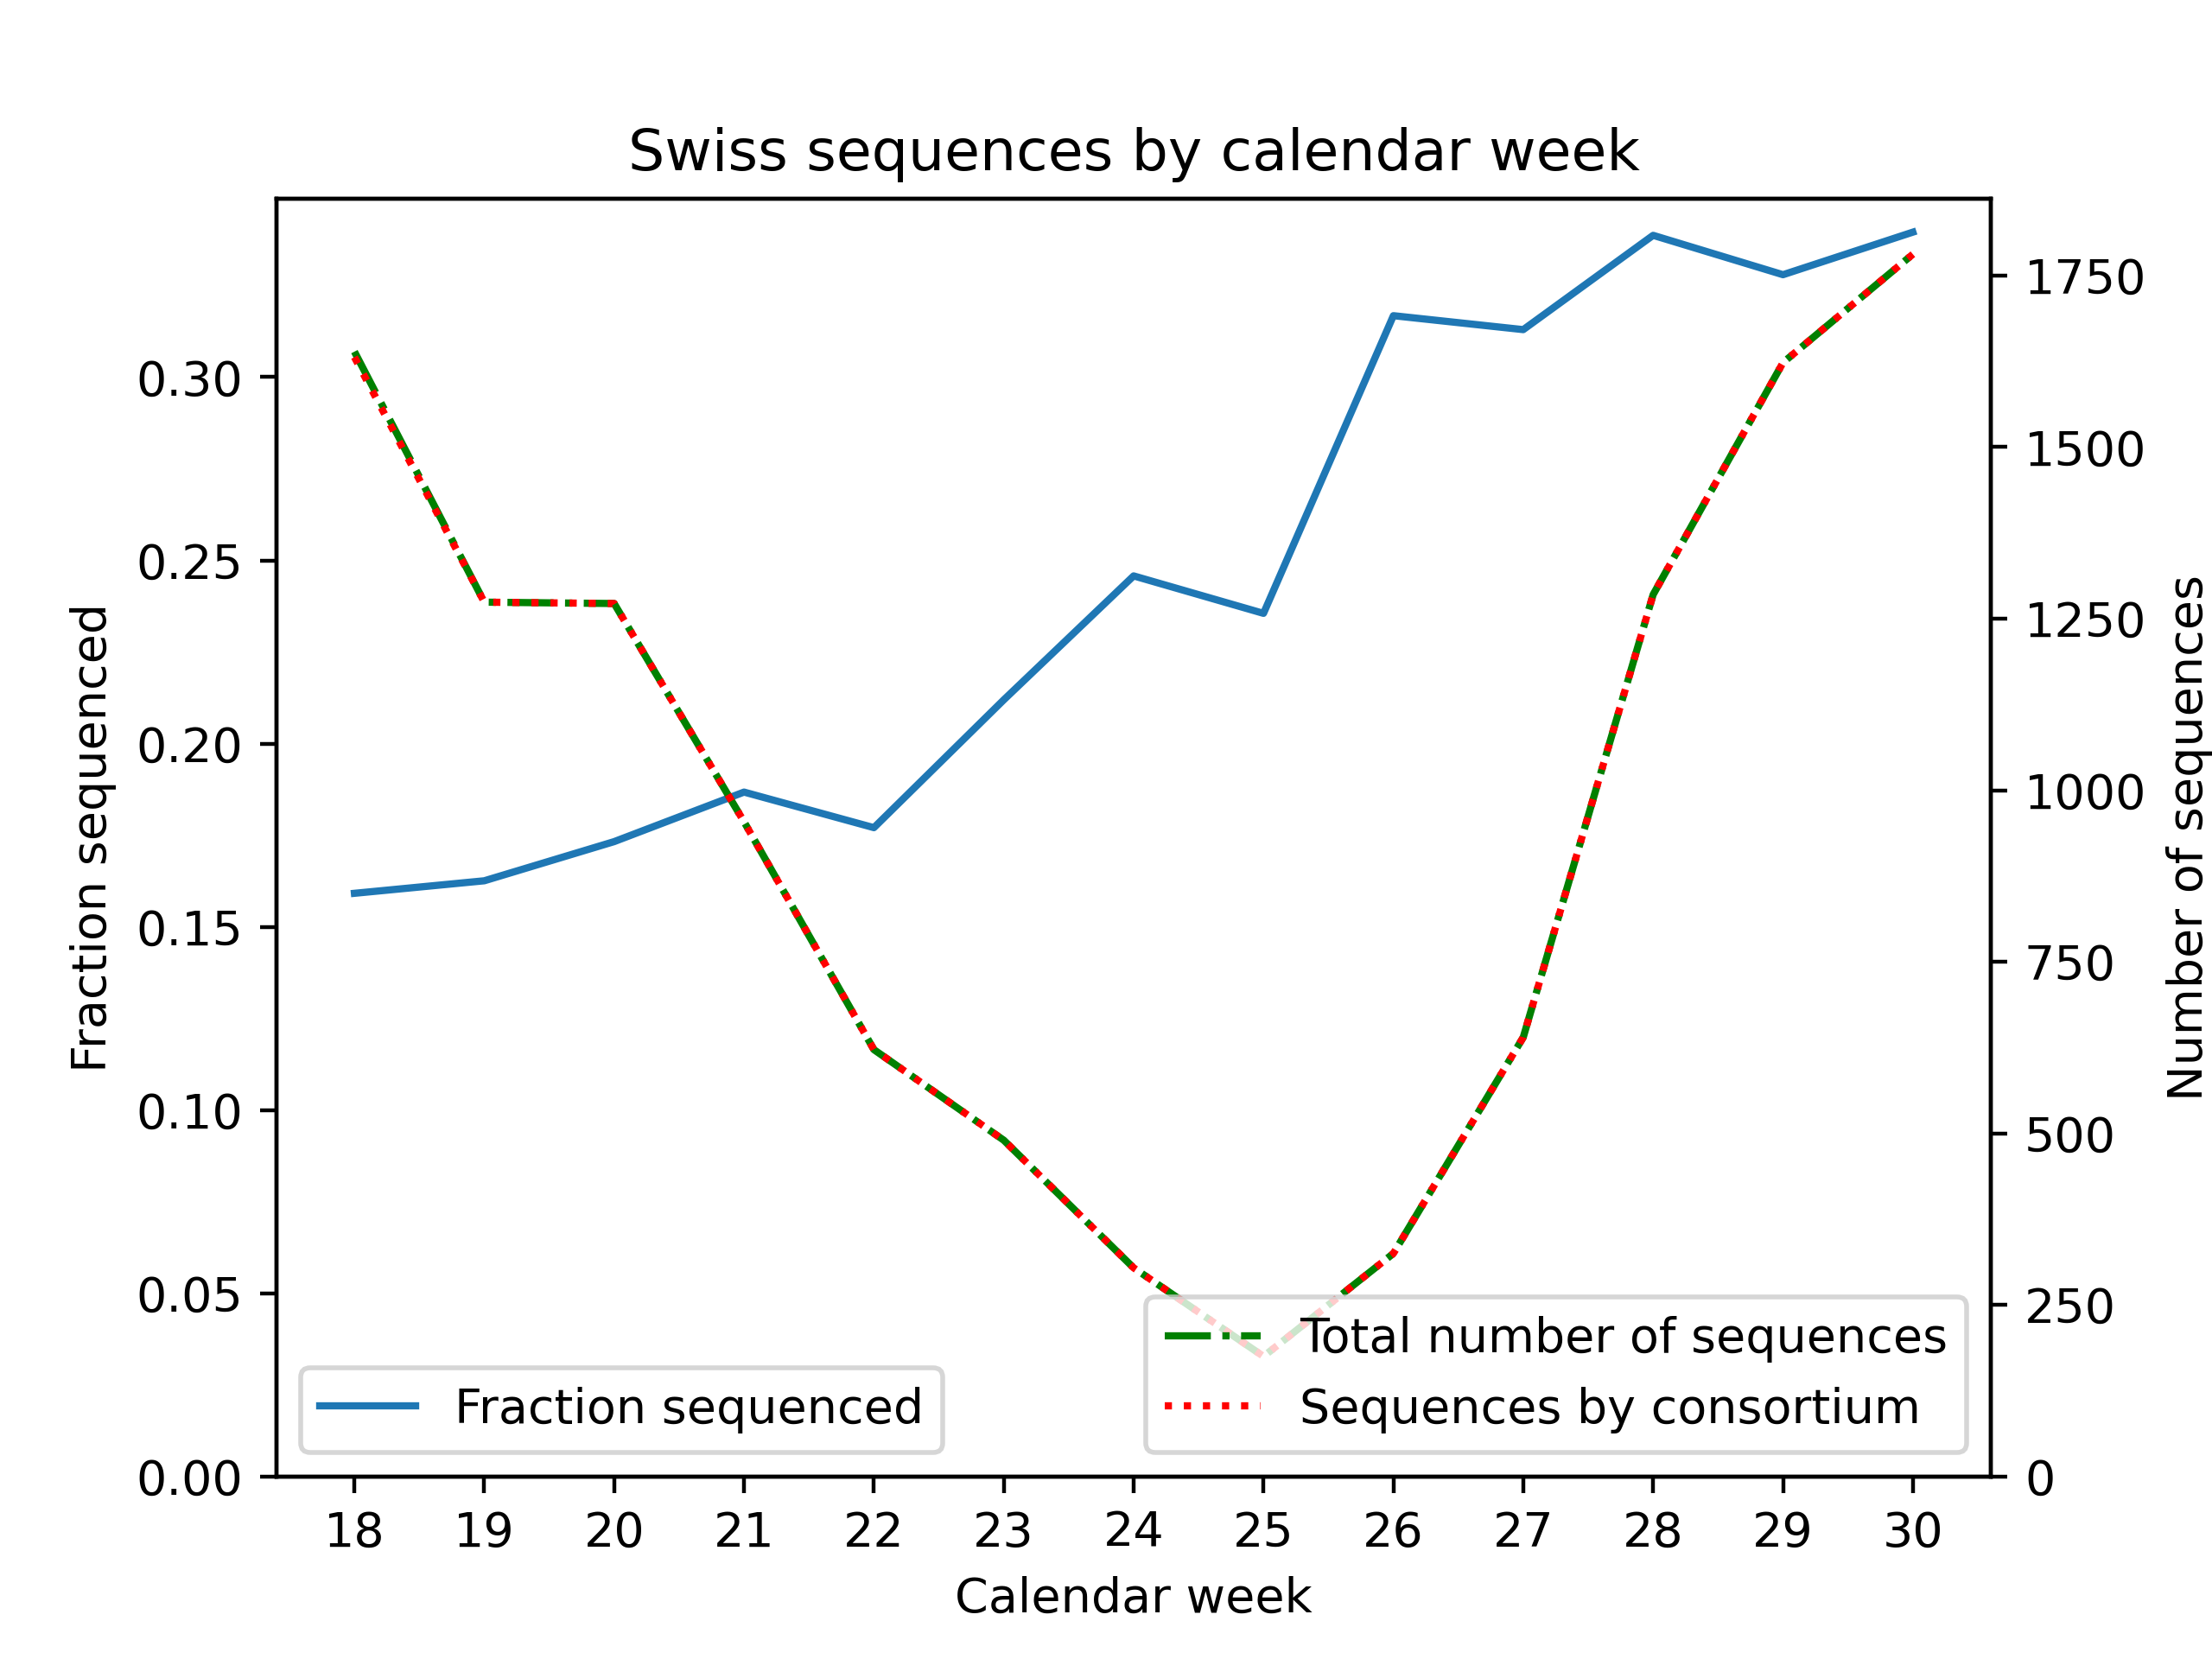 Swiss sequences by calendar week
Fraction sequenced
0.30
0.25
0.20
0.15
0.10
0.05
0.00
1750
1500
1250
1000
750
500
250
0
Number of sequences
Fraction sequenced
Total number of sequences
Sequences by consortium
18 19 20 21 22 23 24 25 26 27 28 29 30
Calendar week